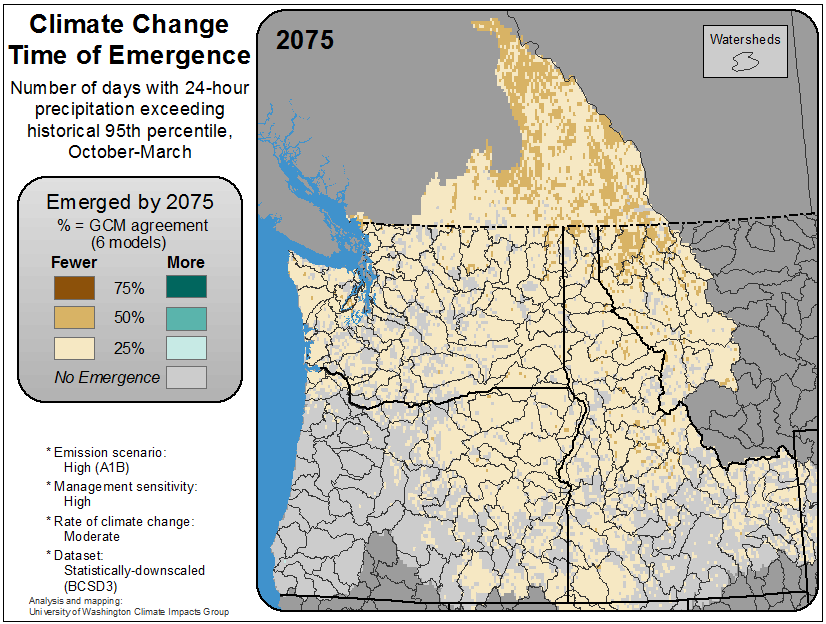 Climate Change
Time of Emergence
Number of days with 24-hour
precipitation exceeding
historical 95th percentile,
October-March
Emerged by 2075
% = GCM agreement
(6 models)
Fewer More
75%
50%
25%
No Emergence
* Emission scenario:
High (A1B)
* Management sensitivity:
High
* Rate of climate change:
Moderate
* Dataset:
Statistically-downscaled
(BCSD3)
Analysis and mapping:
University of Washington Climate Impacts Group
2075
Watersheds